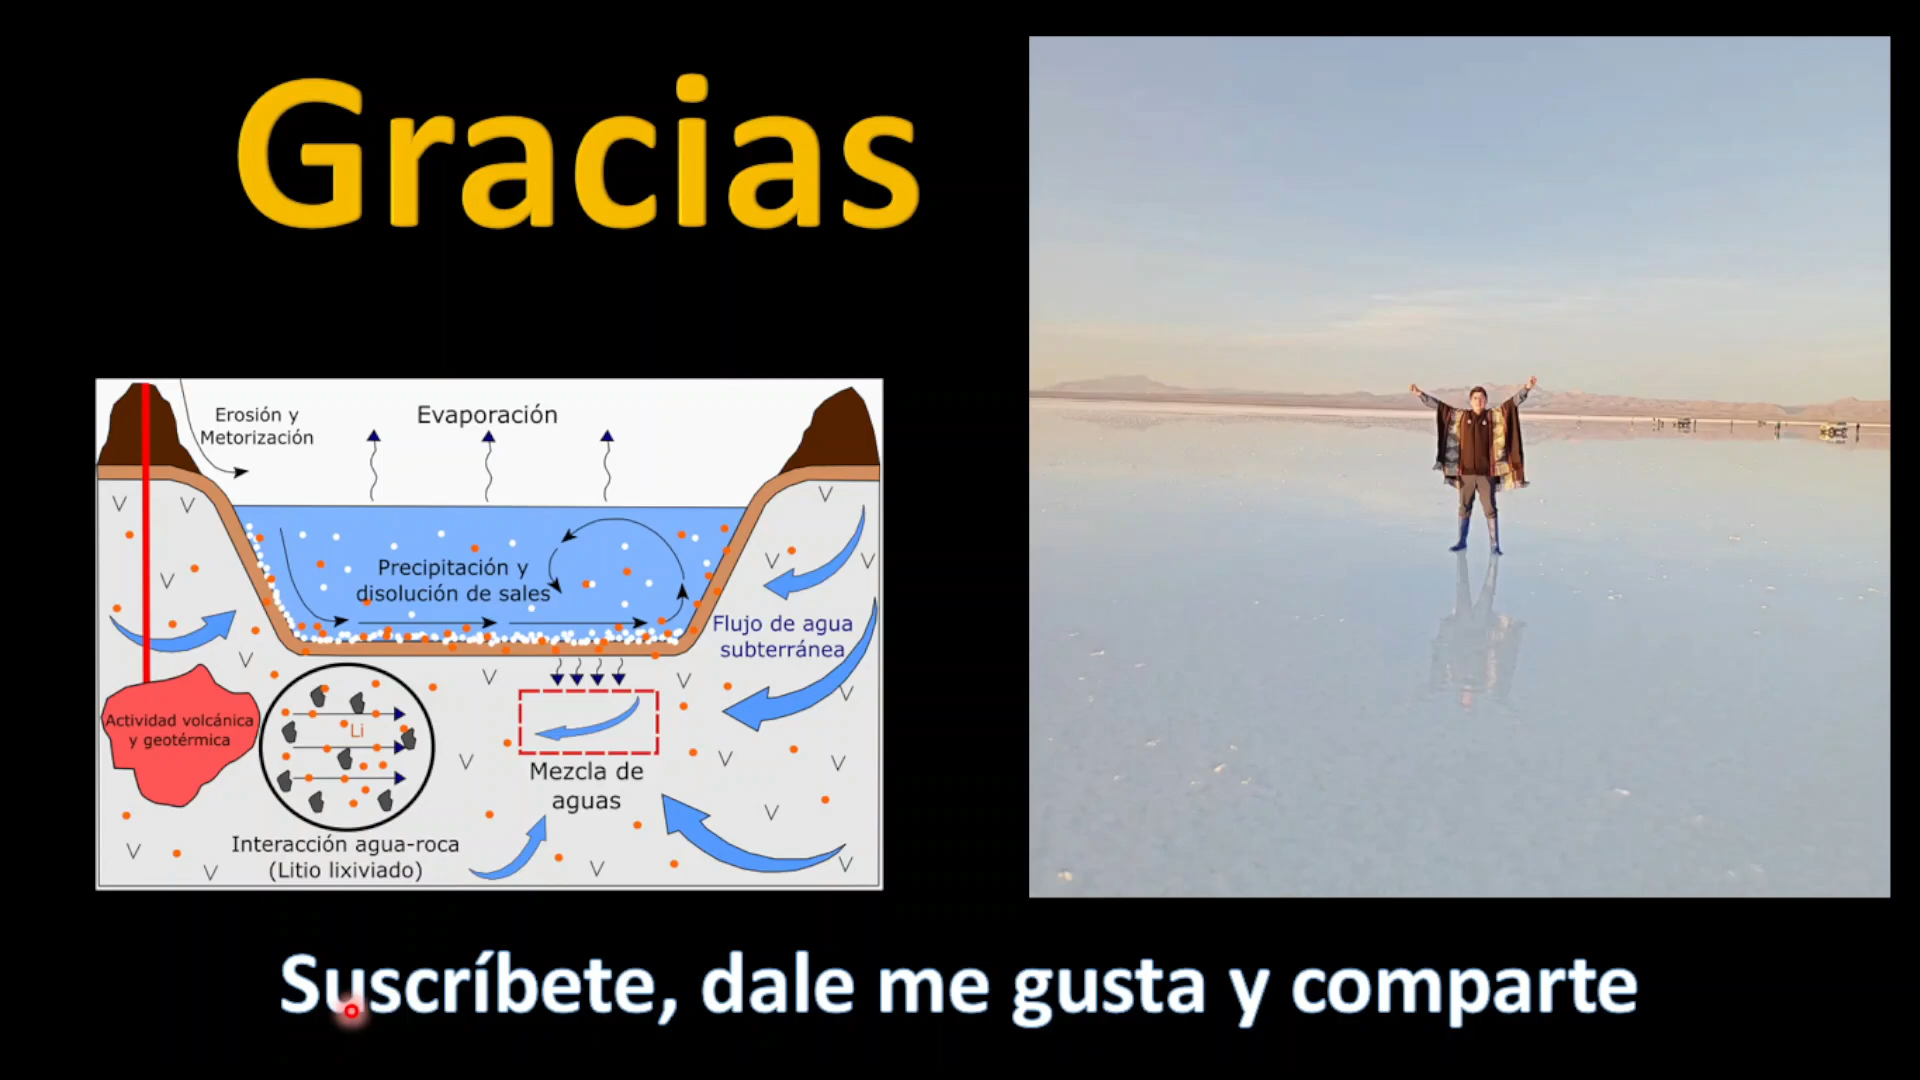 Gracias
Erosión y
Metorización
Evaporación
Precipitación y
disolución de sales
Flujo de agua
subterránea
Actividad volcánica
y geotérmica
Li
Mezcla de
aguas
Interacción agua-roca
(Litio lixiviado)
Suscríbete, dale me gusta y comparte